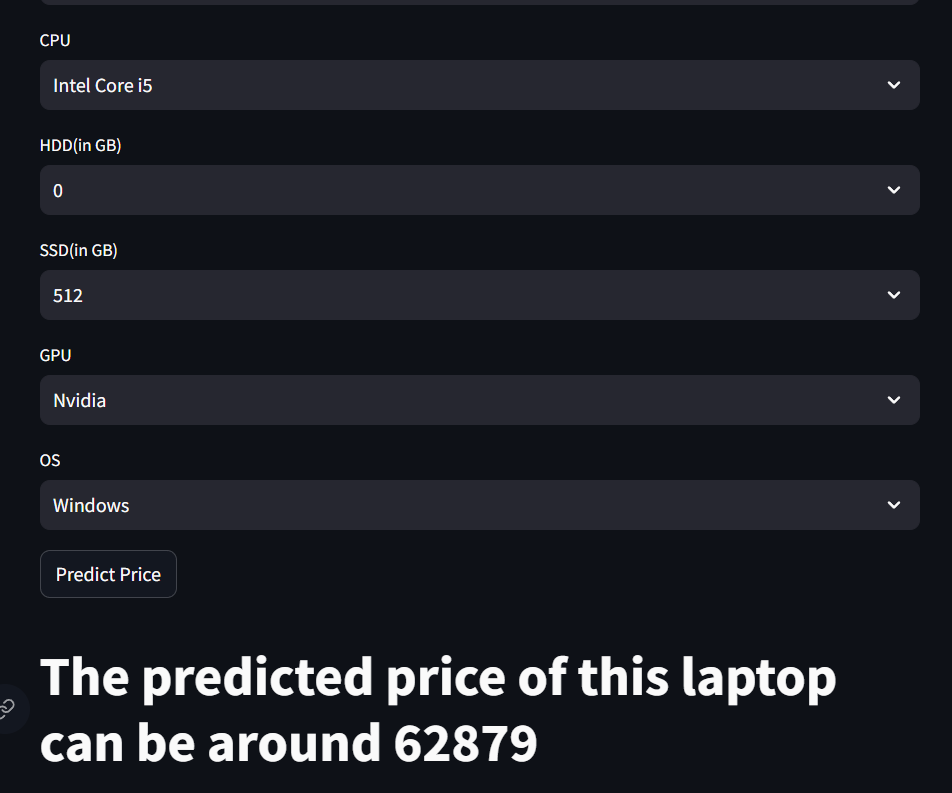 CPU
Intel Core i5
HDD(in GB)
0
SSD(in GB)
512
GPU
Nvidia
OS
Windows
Predict Price
The predicted price of this laptop
can be around 62879